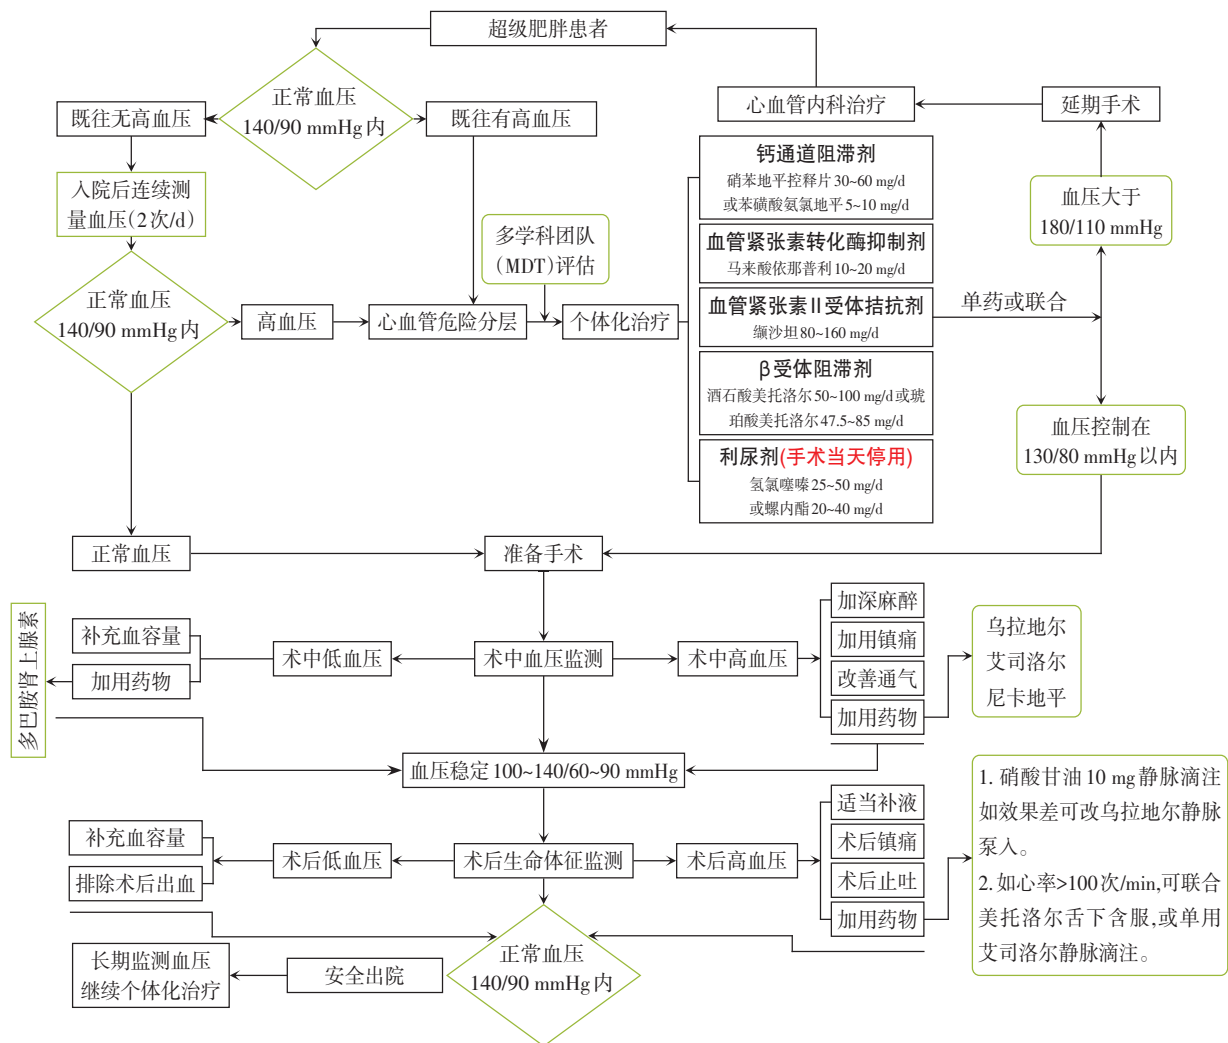 超级肥胖患者
正常血压
140/90 mmHg内
既往无高血压
既往有高血压
心血管内科治疗
延期手术
入院后连续测
量血压(2次/d)
多学科团队
(MDT)评估
钙通道阻滞剂
硝苯地平控释片30~60 mg/d
或苯磺酸氨氯地平5~10 mg/d
血管紧张素转化酶抑制剂
马来酸依那普利10~20 mg/d
血管紧张素Ⅱ受体拮抗剂
缬沙坦80~160 mg/d
β受体阻滞剂
酒石酸美托洛尔50~100 mg/d或琥
珀酸美托洛尔47.5~85 mg/d
利尿剂(手术当天停用)
氢氯噻嗪25~50 mg/d
或螺内酯20~40 mg/d
血压大于
180/110 mmHg
单药或联合
血压控制在
130/80 mmHg以内
正常血压
140/90 mmHg内
高血压
心血管危险分层
个体化治疗
正常血压
准备手术
多巴胺肾上腺素
补充血容量
加用药物
术中低血压
术中血压监测
术中高血压
加深麻醉
加用镇痛
改善通气
加用药物
乌拉地尔
艾司洛尔
尼卡地平
血压稳定100~140/60~90 mmHg
补充血容量
排除术后出血
术后低血压
术后生命体征监测
术后高血压
适当补液
术后镇痛
术后止吐
加用药物
1. 硝酸甘油10 mg静脉滴注
如效果差可改乌拉地尔静脉
泵入。
2. 如心率>100次/min,可联合
美托洛尔舌下含服,或单用
艾司洛尔静脉滴注。
正常血压
140/90 mmHg内
安全出院
长期监测血压
继续个体化治疗